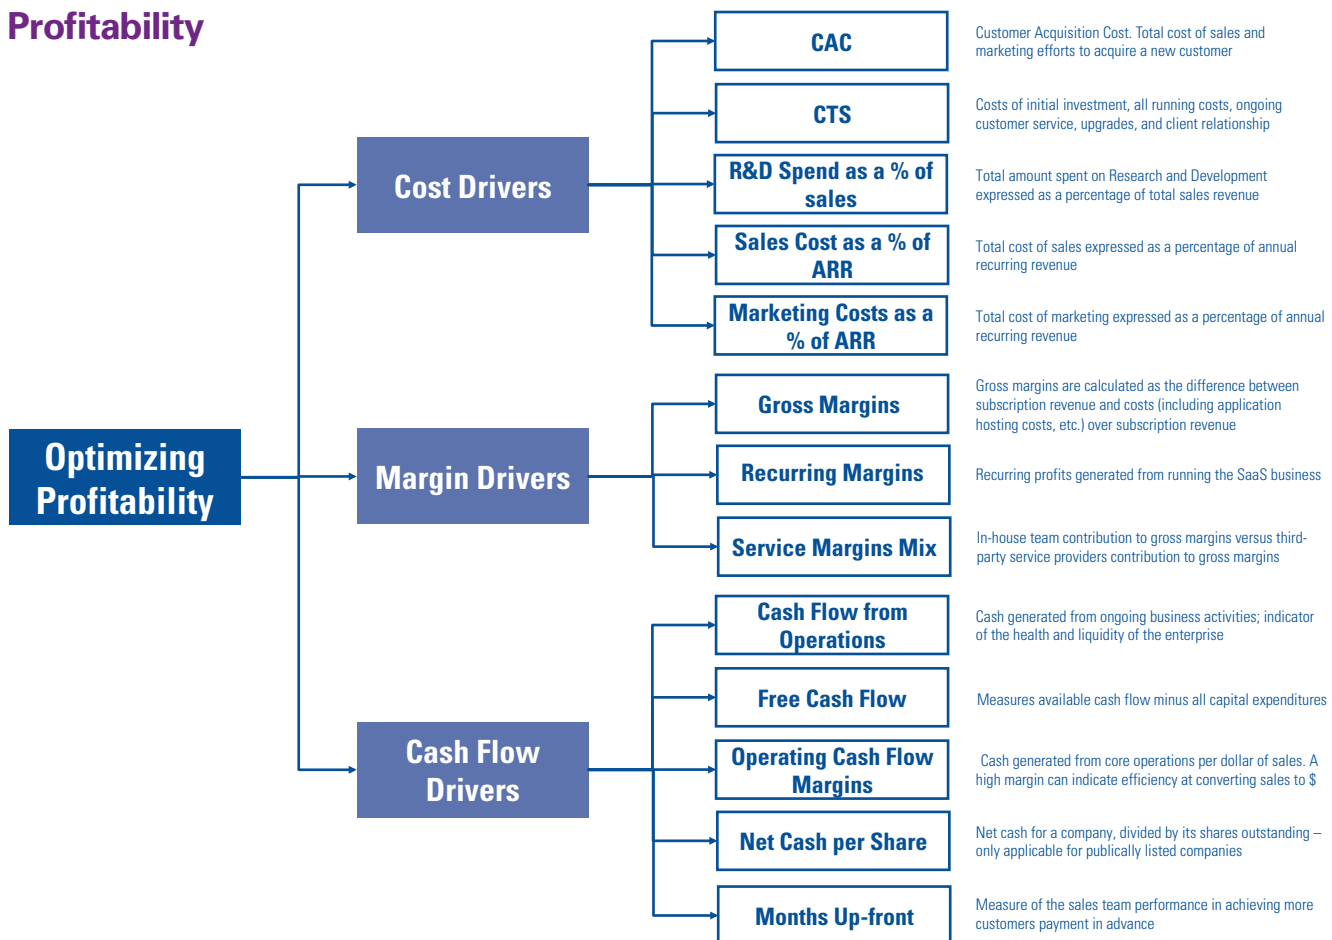 Profitability
CAC
Customer Acquisition Cost. Total cost of sales and
marketing efforts to acquire a new customer
CTS
Costs of initial investment, all running costs, ongoing
customer service, upgrades, and client relationship
Cost Drivers
R&D Spend as a % of
sales
Total amount spent on Research and Development
expressed as a percentage of total sales revenue
Sales Cost as a % of
ARR
Total cost of sales expressed as a percentage of annual
recurring revenue
Marketing Costs as a
% of ARR
Total cost of marketing expressed as a percentage of annual
recurring revenue
Optimizing
Profitability
Margin Drivers
Gross Margins
Gross margins are calculated as the difference between
subscription revenue and costs (including application
hosting costs, etc.) over subscription revenue
Recurring Margins
Recurring profits generated from running the SaaS business
Service Margins Mix
In-house team contribution to gross margins versus third-
party service providers contribution to gross margins
Cash Flow
Drivers
Cash Flow from
Operations
Cash generated from ongoing business activities; indicator
of the health and liquidity of the enterprise
Free Cash Flow
Measures available cash flow minus all capital expenditures
Operating Cash Flow
Margins
Cash generated from core operations per dollar of sales. A
high margin can indicate efficiency at converting sales to $
Net Cash per Share
Net cash for a company, divided by its shares outstanding –
only applicable for publically listed companies
Months Up-front
Measure of the sales team performance in achieving more
customers payment in advance